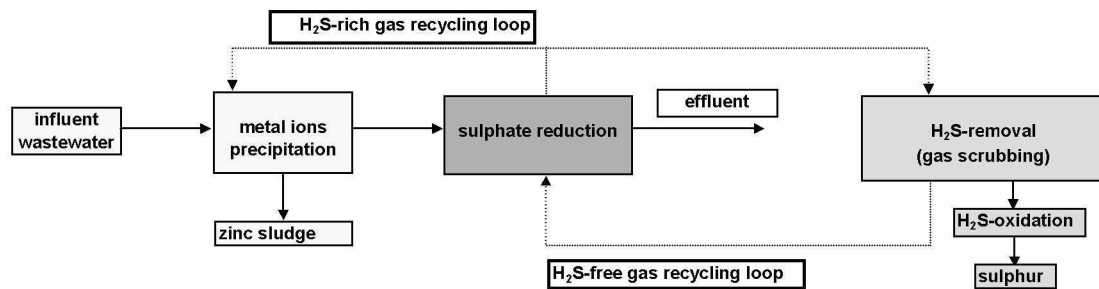 H₂S-rich gas recycling loop
influent
wastewater
metal ions
precipitation
sulphate reduction
effluent
H₂S-removal
(gas scrubbing)
zinc sludge
H₂S-oxidation
H₂S-free gas recycling loop
sulphur